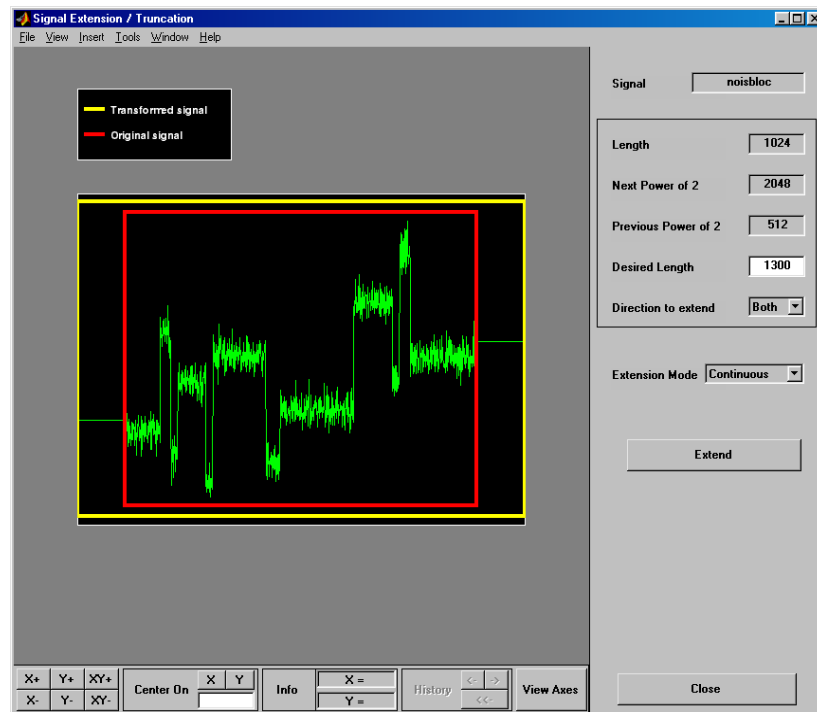 Signal Extension / Truncation
File View Insert Tools Window Help
Transformed signal
Original signal
Signal noisbloc
Length 1024
Next Power of 2 2048
Previous Power of 2 512
Desired Length 1300
Direction to extend Both
Extension Mode Continuous
Extend
X+ Y+ XY+
X- Y- XY-
Center On X Y
Info X =
Y =
History <- ->
<<-
View Axes
Close